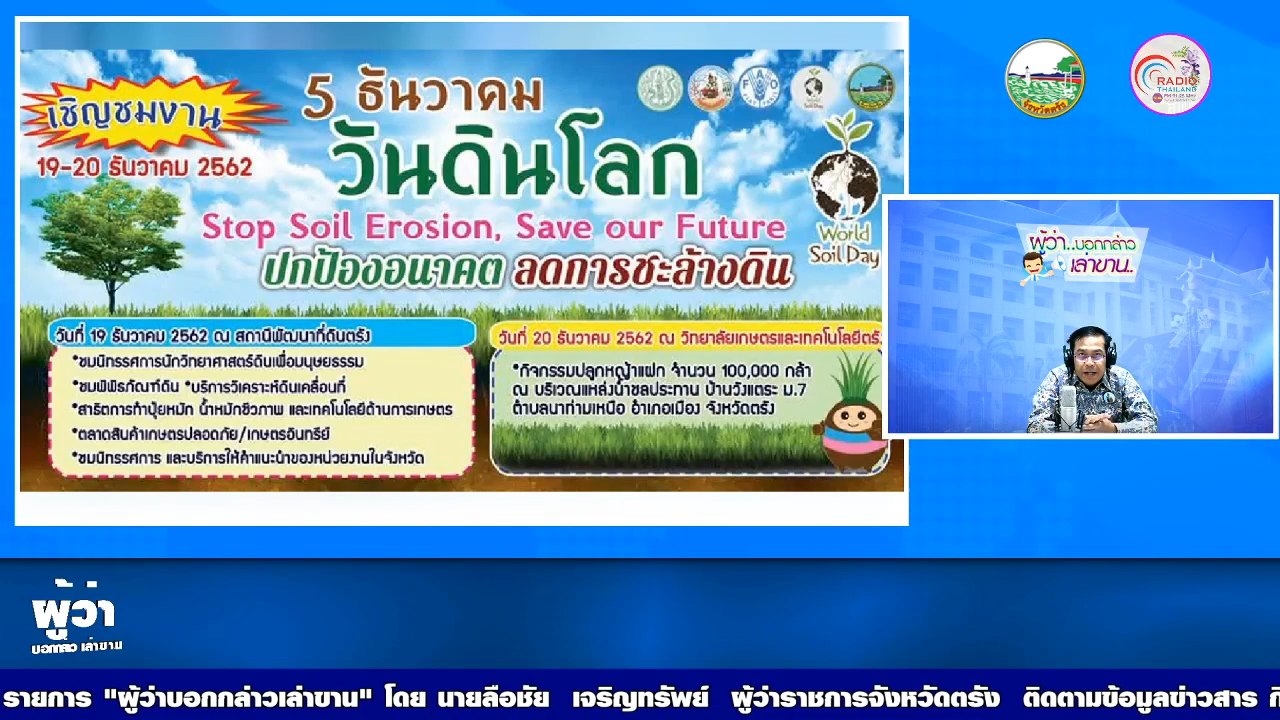 เชิญชมงาน
19-20 ธันวาคม 2562
5 ธันวาคม
วันดินโลก
Stop Soil Erosion, Save our Future
ปกป้องอนาคต ลดการชะล้างดิน
World
Soil Day
วันที่ 19 ธันวาคม 2562 ณ สถานีพัฒนาที่ดินตรัง
*ชมนิทรรศการนักวิทยาศาสตร์ดินเพื่อมนุษยธรรม
*ชมพิพิธภัณฑ์ดิน *บริการวิเคราะห์ดินเคลื่อนที่
*สาธิตการทำปุ๋ยหมัก น้ำหมักชีวภาพ และเทคโนโลยีด้านการเกษตร
*ตลาดสินค้าเกษตรปลอดภัย/เกษตรอินทรีย์
*ชมนิทรรศการ และบริการให้คำแนะนำของหน่วยงานในจังหวัด
วันที่ 20 ธันวาคม 2562 ณ วิทยาลัยเกษตรและเทคโนโลยีตรัง
*กิจกรรมปลูกหญ้าแฝก จำนวน 100,000 กล้า
ณ บริเวณแหล่งน้ำชลประทาน บ้านวังแตระ ม.7
ตำบลนาท่ามเหนือ อำเภอเมือง จังหวัดตรัง
จังหวัดตรัง
RADIO
THAILAND
ผู้ว่า..บอกกล่าว
เล่าขาน..
ผู้ว่า
บอกกล่าว เล่าขาน
รายการ "ผู้ว่าบอกกล่าวเล่าขาน" โดย นายลือชัย เจริญทรัพย์ ผู้ว่าราชการจังหวัดตรัง ติดตามข้อมูลข่าวสาร